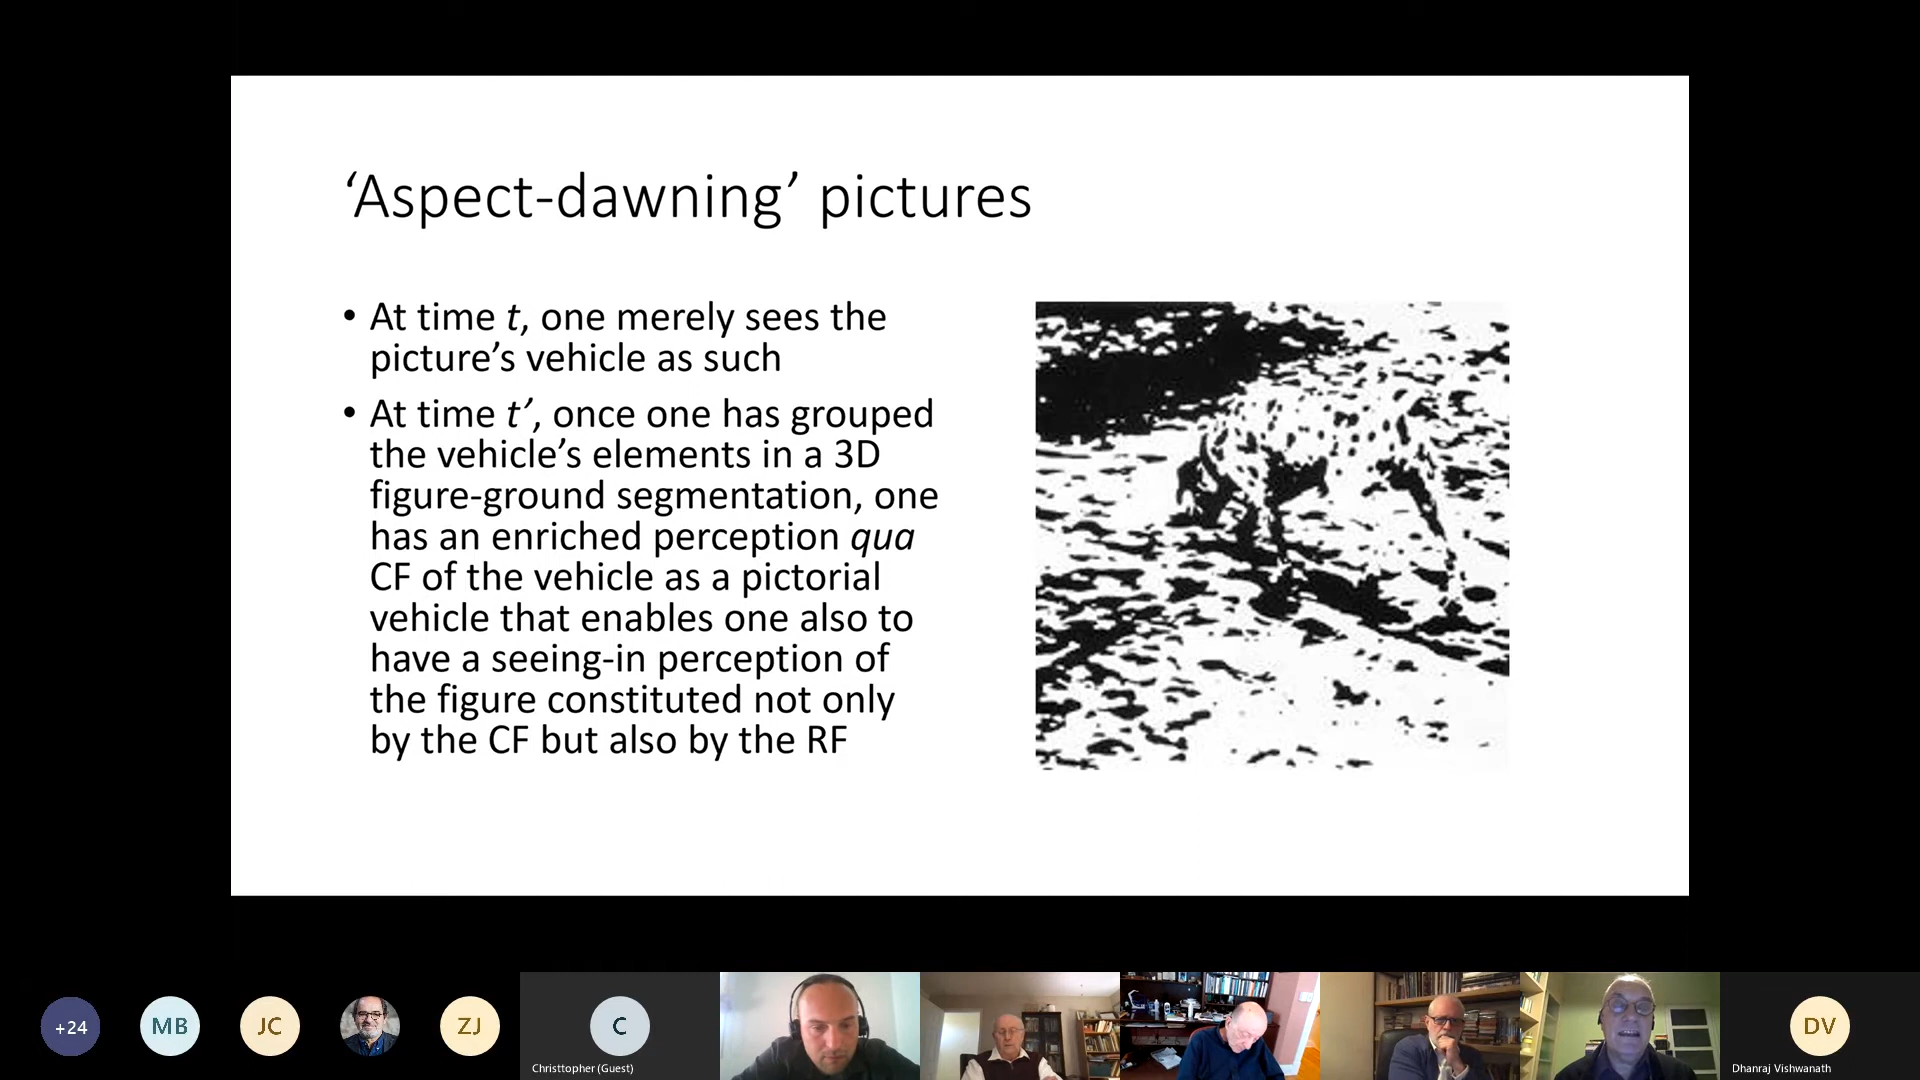 ‘Aspect-dawning’ pictures
• At time t, one merely sees the
picture’s vehicle as such
• At time t’, once one has grouped
the vehicle’s elements in a 3D
figure-ground segmentation, one
has an enriched perception qua
CF of the vehicle as a pictorial
vehicle that enables one also to
have a seeing-in perception of
the figure constituted not only
by the CF but also by the RF
+24
MB
JC
ZJ
C
Christtopher (Guest)
DV
Dhanraj Vishwanath